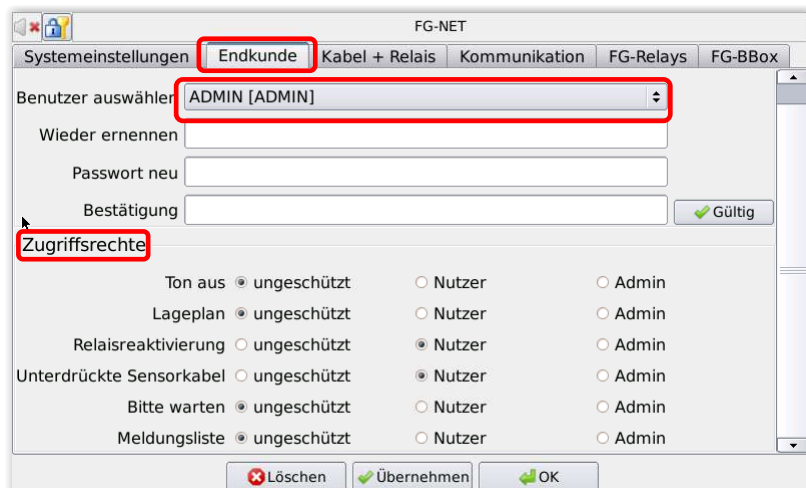 FG-NET
Systemeinstellungen Endkunde Kabel + Relais Kommunikation FG-Relays FG-BBox
Benutzer auswähler ADMIN [ADMIN]
Wieder ernennen
Passwort neu
Bestätigung Gültig
Zugriffsrechte
Ton aus ungeschützt Nutzer Admin
Lageplan ungeschützt Nutzer Admin
Relaisreaktivierung ungeschützt Nutzer Admin
Unterdrückte Sensorkabel ungeschützt Nutzer Admin
Bitte warten ungeschützt Nutzer Admin
Meldungsliste ungeschützt Nutzer Admin
Löschen Übernehmen OK